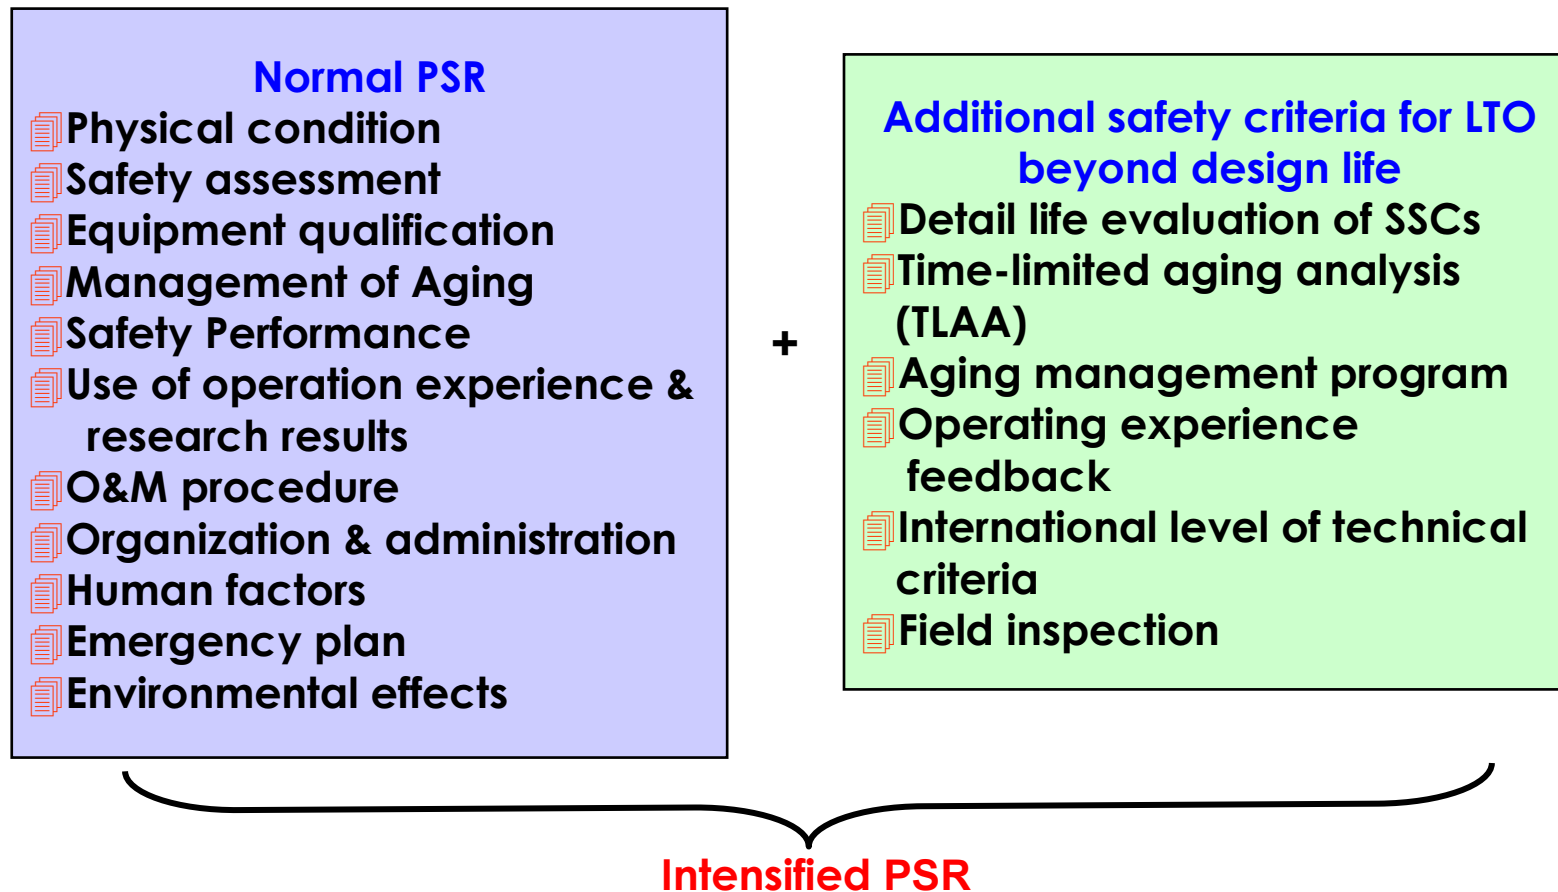 Normal PSR
Physical condition
Safety assessment
Equipment qualification
Management of Aging
Safety Performance
Use of operation experience &
research results
O&M procedure
Organization & administration
Human factors
Emergency plan
Environmental effects
+
Additional safety criteria for LTO
beyond design life
Detail life evaluation of SSCs
Time-limited aging analysis
(TLAA)
Aging management program
Operating experience
feedback
International level of technical
criteria
Field inspection
Intensified PSR